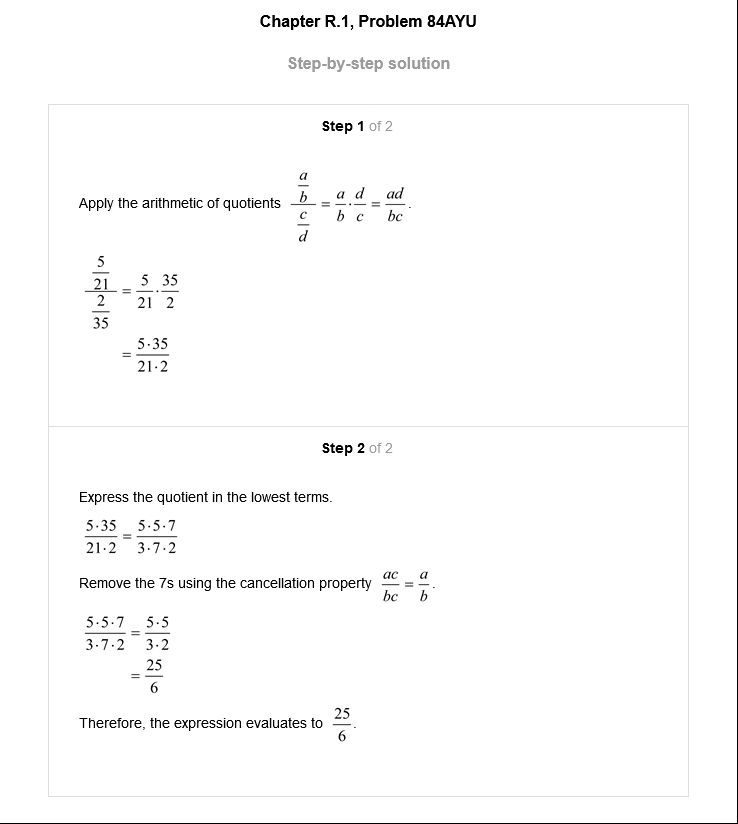 Chapter R.1, Problem 84AYU
Step-by-step solution
Step 1 of 2
Apply the arithmetic of quotients \frac{\frac{a}{b}}{\frac{c}{d}} = \frac{a}{b} \cdot \frac{d}{c} = \frac{ad}{bc}.
\frac{\frac{5}{21}}{\frac{2}{35}} = \frac{5}{21} \cdot \frac{35}{2}
= \frac{5 \cdot 35}{21 \cdot 2}
Step 2 of 2
Express the quotient in the lowest terms.
\frac{5 \cdot 35}{21 \cdot 2} = \frac{5 \cdot 5 \cdot 7}{3 \cdot 7 \cdot 2}
Remove the 7s using the cancellation property \frac{ac}{bc} = \frac{a}{b}.
\frac{5 \cdot 5 \cdot 7}{3 \cdot 7 \cdot 2} = \frac{5 \cdot 5}{3 \cdot 2}
= \frac{25}{6}
Therefore, the expression evaluates to \frac{25}{6}.